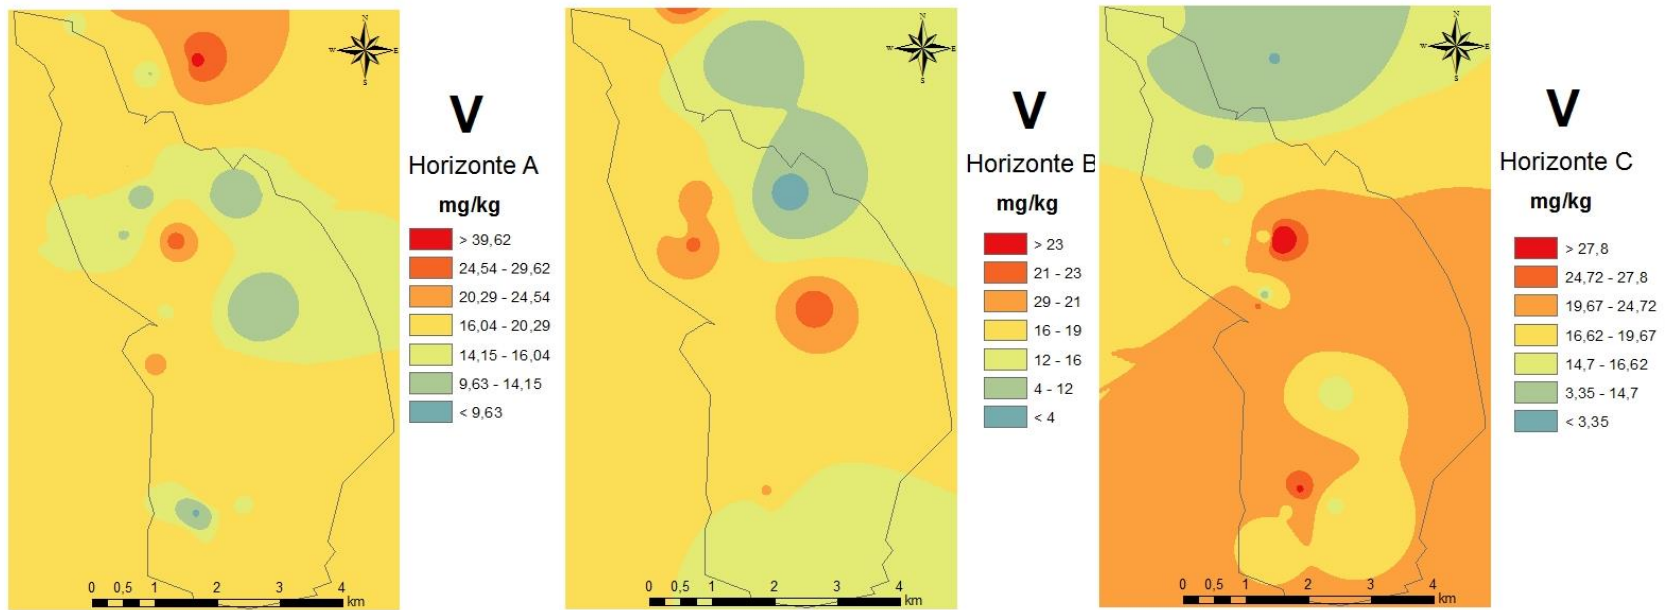 N
W
E
S
V
Horizonte A
mg/kg
> 39,62
24,54 - 29,62
20,29 - 24,54
16,04 - 20,29
14,15 - 16,04
9,63 - 14,15
< 9,63
0 0,5 1 2 3 4
km
N
W
E
S
V
Horizonte B
mg/kg
> 23
21 - 23
29 - 21
16 - 19
12 - 16
4 - 12
< 4
0 0,5 1 2 3 4
km
N
W
E
S
V
Horizonte C
mg/kg
> 27,8
24,72 - 27,8
19,67 - 24,72
16,62 - 19,67
14,7 - 16,62
3,35 - 14,7
< 3,35
0 0,5 1 2 3 4
km